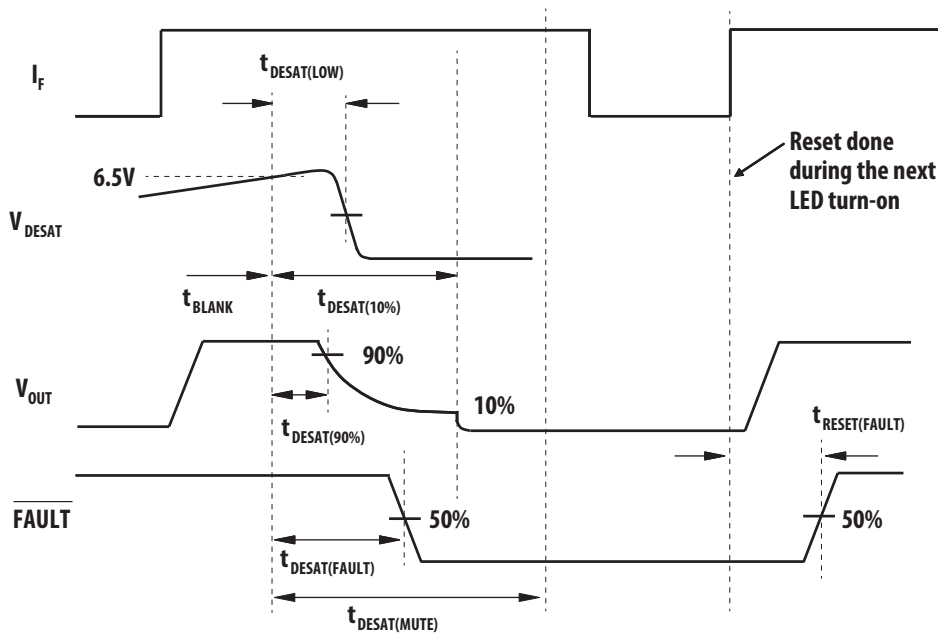 I_F
t_DESAT(LOW)
Reset done
during the next
LED turn-on
6.5V
V_DESAT
t_BLANK
t_DESAT(10%)
90%
V_OUT
10%
t_DESAT(90%)
t_RESET(FAULT)
FAULT
50%
50%
t_DESAT(FAULT)
t_DESAT(MUTE)